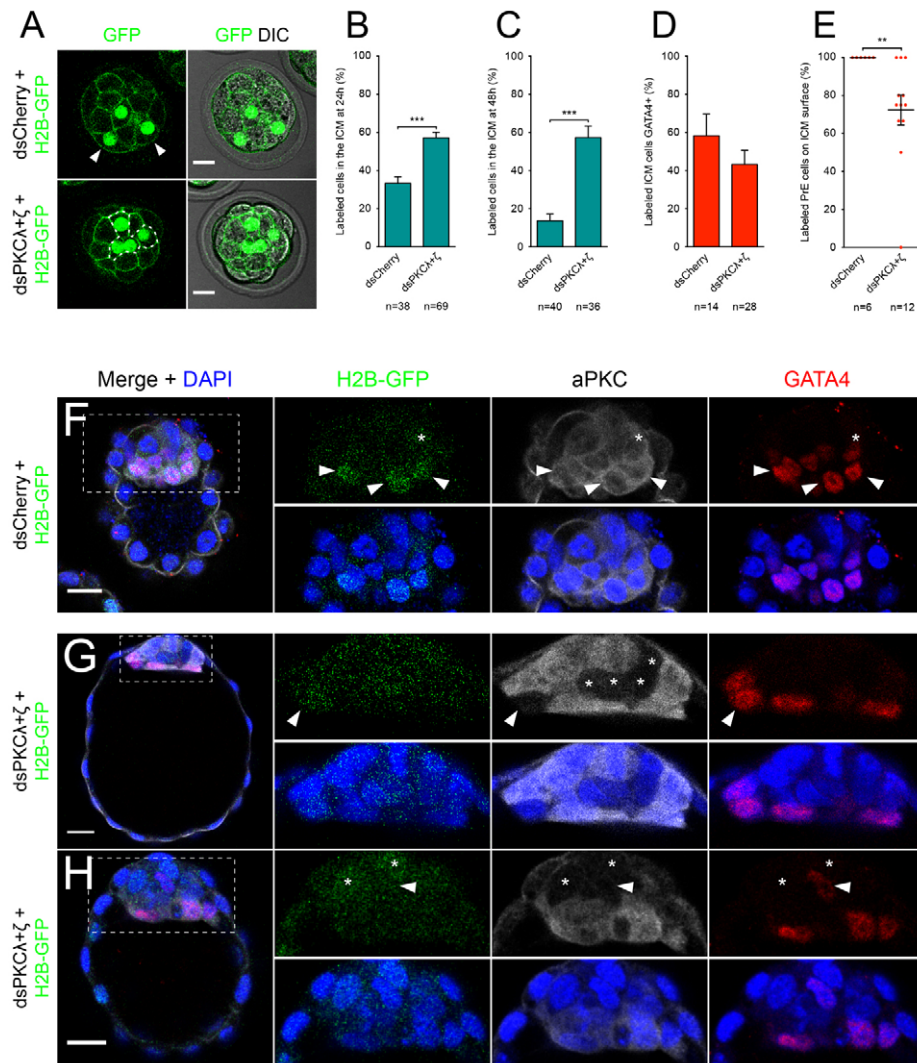 A
GFP
GFP DIC
dsCherry +
H2B-GFP
dsPKCλ+ζ +
H2B-GFP
B
Labeled cells in the ICM at 24h (%)
100
80
60
40
20
0
***
dsCherry
dsPKCλ+ζ
n=38
n=69
C
Labeled cells in the ICM at 48h (%)
100
80
60
40
20
0
***
dsCherry
dsPKCλ+ζ
n=40
n=36
D
Labeled ICM cells GATA4+ (%)
100
80
60
40
20
0
dsCherry
dsPKCλ+ζ
n=14
n=28
E
Labeled PrE cells on ICM surface (%)
100
80
60
40
20
0
**
dsCherry
dsPKCλ+ζ
n=6
n=12
Merge + DAPI
H2B-GFP
aPKC
GATA4
dsCherry +
H2B-GFP
F
*
*
*
dsPKCλ+ζ +
H2B-GFP
G
*
*
*
*
dsPKCλ+ζ +
H2B-GFP
H
*
*
*
*
*
*